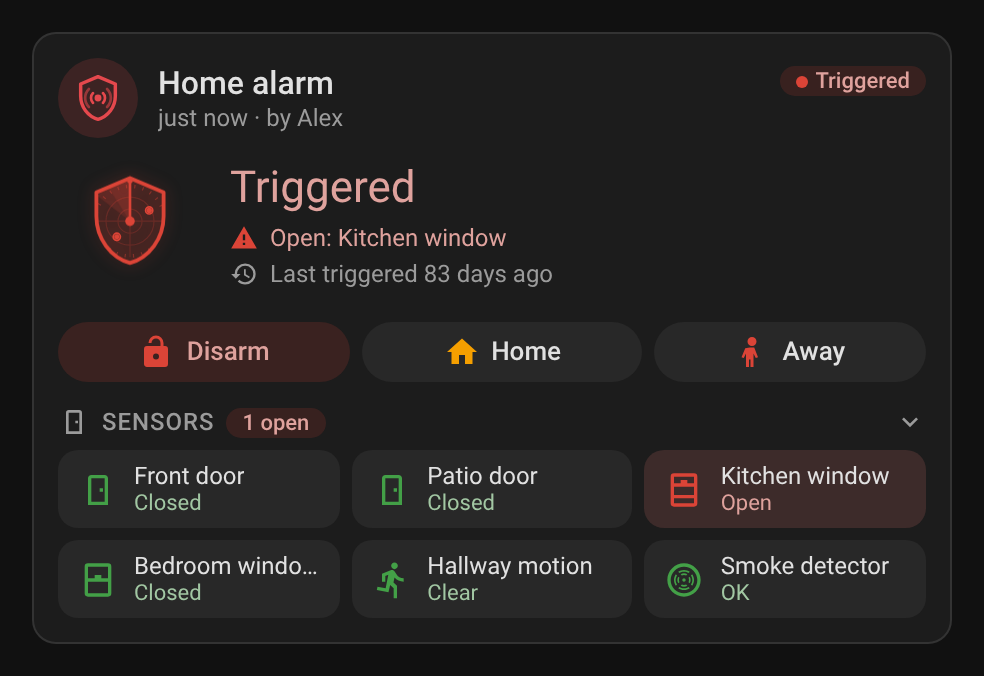 Home alarm
Triggered
just now · by Alex
Triggered
Open: Kitchen window
Last triggered 83 days ago
Disarm
Home
Away
SENSORS
1 open
Front door
Closed
Patio door
Closed
Kitchen window
Open
Bedroom windo...
Closed
Hallway motion
Clear
Smoke detector
OK